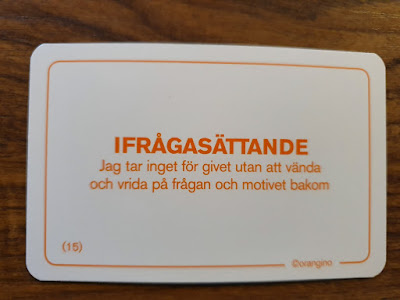 IFRÅGASÄTTANDE
Jag tar inget för givet utan att vända
och vrida på frågan och motivet bakom
(15)
©orangino